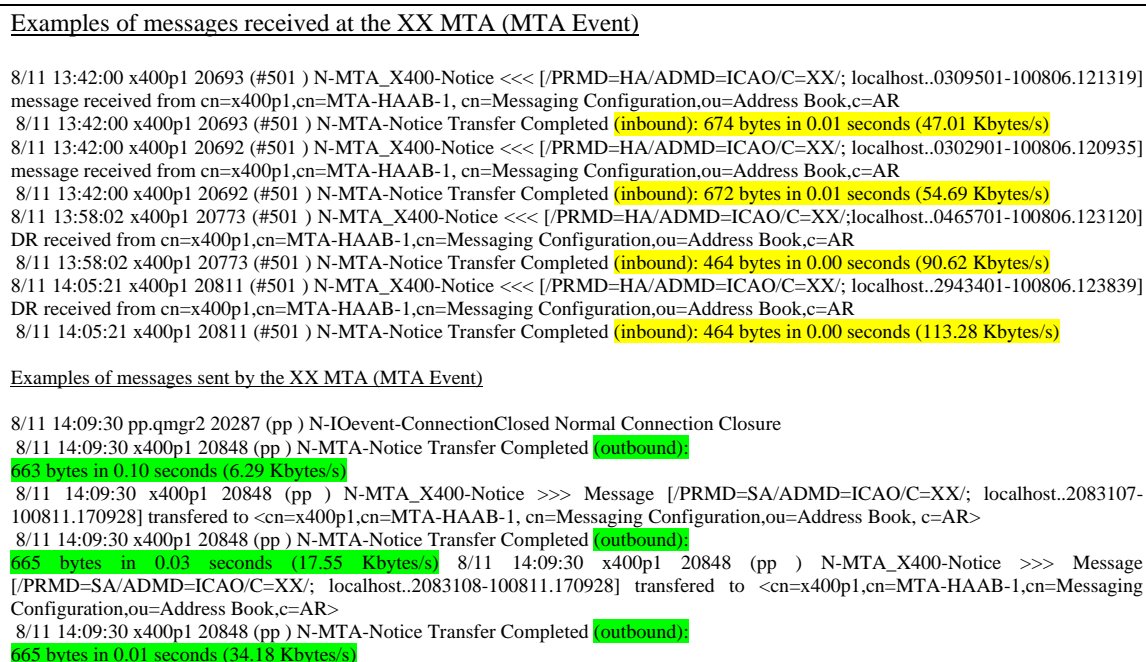 Examples of messages received at the XX MTA (MTA Event)
8/11 13:42:00 x400p1 20693 (#501 ) N-MTA_X400-Notice <<< [/PRMD=HA/ADMD=ICAO/C=XX/; localhost..0309501-100806.121319]
message received from cn=x400p1,cn=MTA-HAAB-1, cn=Messaging Configuration,ou=Address Book,c=AR
8/11 13:42:00 x400p1 20693 (#501 ) N-MTA-Notice Transfer Completed (inbound): 674 bytes in 0.01 seconds (47.01 Kbytes/s)
8/11 13:42:00 x400p1 20692 (#501 ) N-MTA_X400-Notice <<< [/PRMD=HA/ADMD=ICAO/C=XX/; localhost..0302901-100806.120935]
message received from cn=x400p1,cn=MTA-HAAB-1, cn=Messaging Configuration,ou=Address Book,c=AR
8/11 13:42:00 x400p1 20692 (#501 ) N-MTA-Notice Transfer Completed (inbound): 672 bytes in 0.01 seconds (54.69 Kbytes/s)
8/11 13:58:02 x400p1 20773 (#501 ) N-MTA_X400-Notice <<< [/PRMD=HA/ADMD=ICAO/C=XX/;localhost..0465701-100806.123120]
DR received from cn=x400p1,cn=MTA-HAAB-1,cn=Messaging Configuration,ou=Address Book,c=AR
8/11 13:58:02 x400p1 20773 (#501 ) N-MTA-Notice Transfer Completed (inbound): 464 bytes in 0.00 seconds (90.62 Kbytes/s)
8/11 14:05:21 x400p1 20811 (#501 ) N-MTA_X400-Notice <<< [/PRMD=HA/ADMD=ICAO/C=XX/; localhost..2943401-100806.123839]
DR received from cn=x400p1,cn=MTA-HAAB-1,cn=Messaging Configuration,ou=Address Book,c=AR
8/11 14:05:21 x400p1 20811 (#501 ) N-MTA-Notice Transfer Completed (inbound): 464 bytes in 0.00 seconds (113.28 Kbytes/s)
Examples of messages sent by the XX MTA (MTA Event)
8/11 14:09:30 pp.qmgr2 20287 (pp ) N-IOevent-ConnectionClosed Normal Connection Closure
8/11 14:09:30 x400p1 20848 (pp ) N-MTA-Notice Transfer Completed (outbound):
663 bytes in 0.10 seconds (6.29 Kbytes/s)
8/11 14:09:30 x400p1 20848 (pp ) N-MTA_X400-Notice >>> Message [/PRMD=SA/ADMD=ICAO/C=XX/; localhost..2083107-
100811.170928] transfered to <cn=x400p1,cn=MTA-HAAB-1, cn=Messaging Configuration,ou=Address Book, c=AR>
8/11 14:09:30 x400p1 20848 (pp ) N-MTA-Notice Transfer Completed (outbound):
665 bytes in 0.03 seconds (17.55 Kbytes/s) 8/11 14:09:30 x400p1 20848 (pp ) N-MTA_X400-Notice >>> Message
[/PRMD=SA/ADMD=ICAO/C=XX/; localhost..2083108-100811.170928] transfered to <cn=x400p1,cn=MTA-HAAB-1,cn=Messaging
Configuration,ou=Address Book,c=AR>
8/11 14:09:30 x400p1 20848 (pp ) N-MTA-Notice Transfer Completed (outbound):
665 bytes in 0.01 seconds (34.18 Kbytes/s)